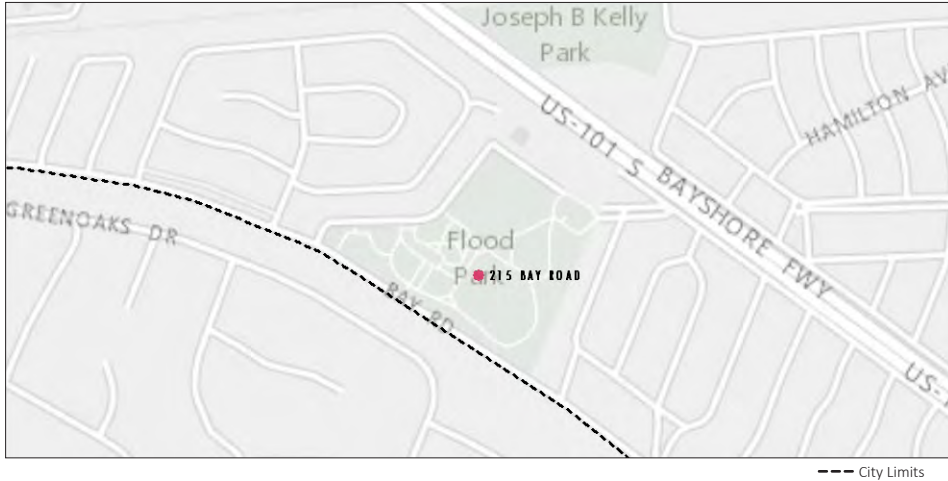 Joseph B Kelly
Park
US-101 S BAYSHORE FWY
HAMILTON AV
GREENOAKS DR
Flood
Park
215 BAY ROAD
BAY RD
US-1
City Limits